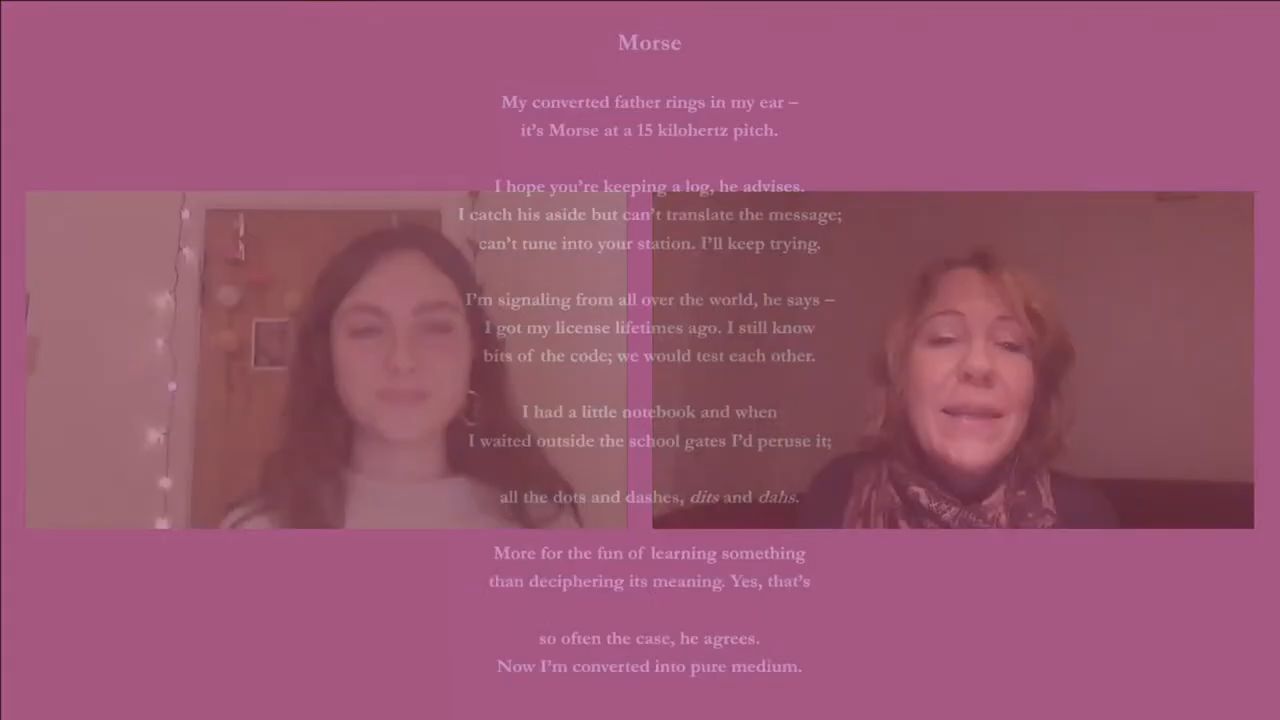 Morse
My converted father rings in my ear –
it's Morse at a 15 kilohertz pitch.
I hope you're keeping a log, he advises.
I catch his aside but can't translate the message;
can't tune into your station. I'll keep trying.
I'm signaling from all over the world, he says –
I got my license lifetimes ago. I still know
bits of the code; we would test each other.
I had a little notebook and when
I waited outside the school gates I'd peruse it;
all the dots and dashes, dits and dahs.
More for the fun of learning something
than deciphering its meaning. Yes, that's
so often the case, he agrees.
Now I'm converted into pure medium.